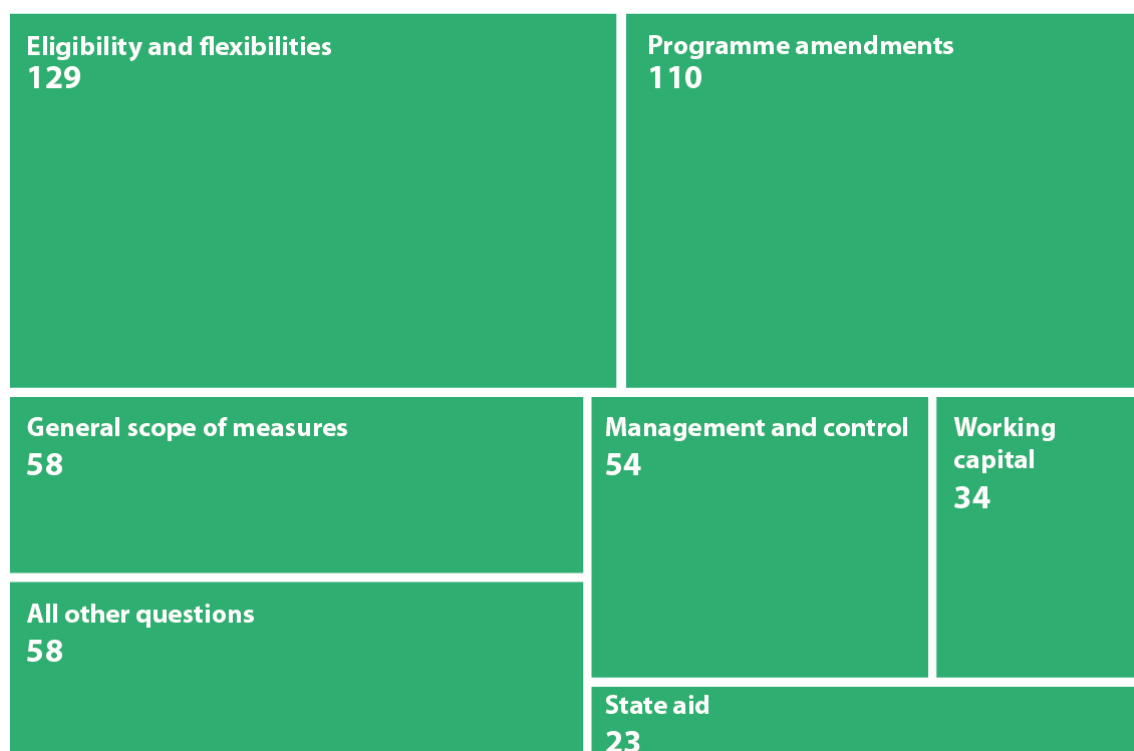 Eligibility and flexibilities
129
Programme amendments
110
General scope of measures
58
Management and control
54
Working
capital
34
All other questions
58
State aid
23